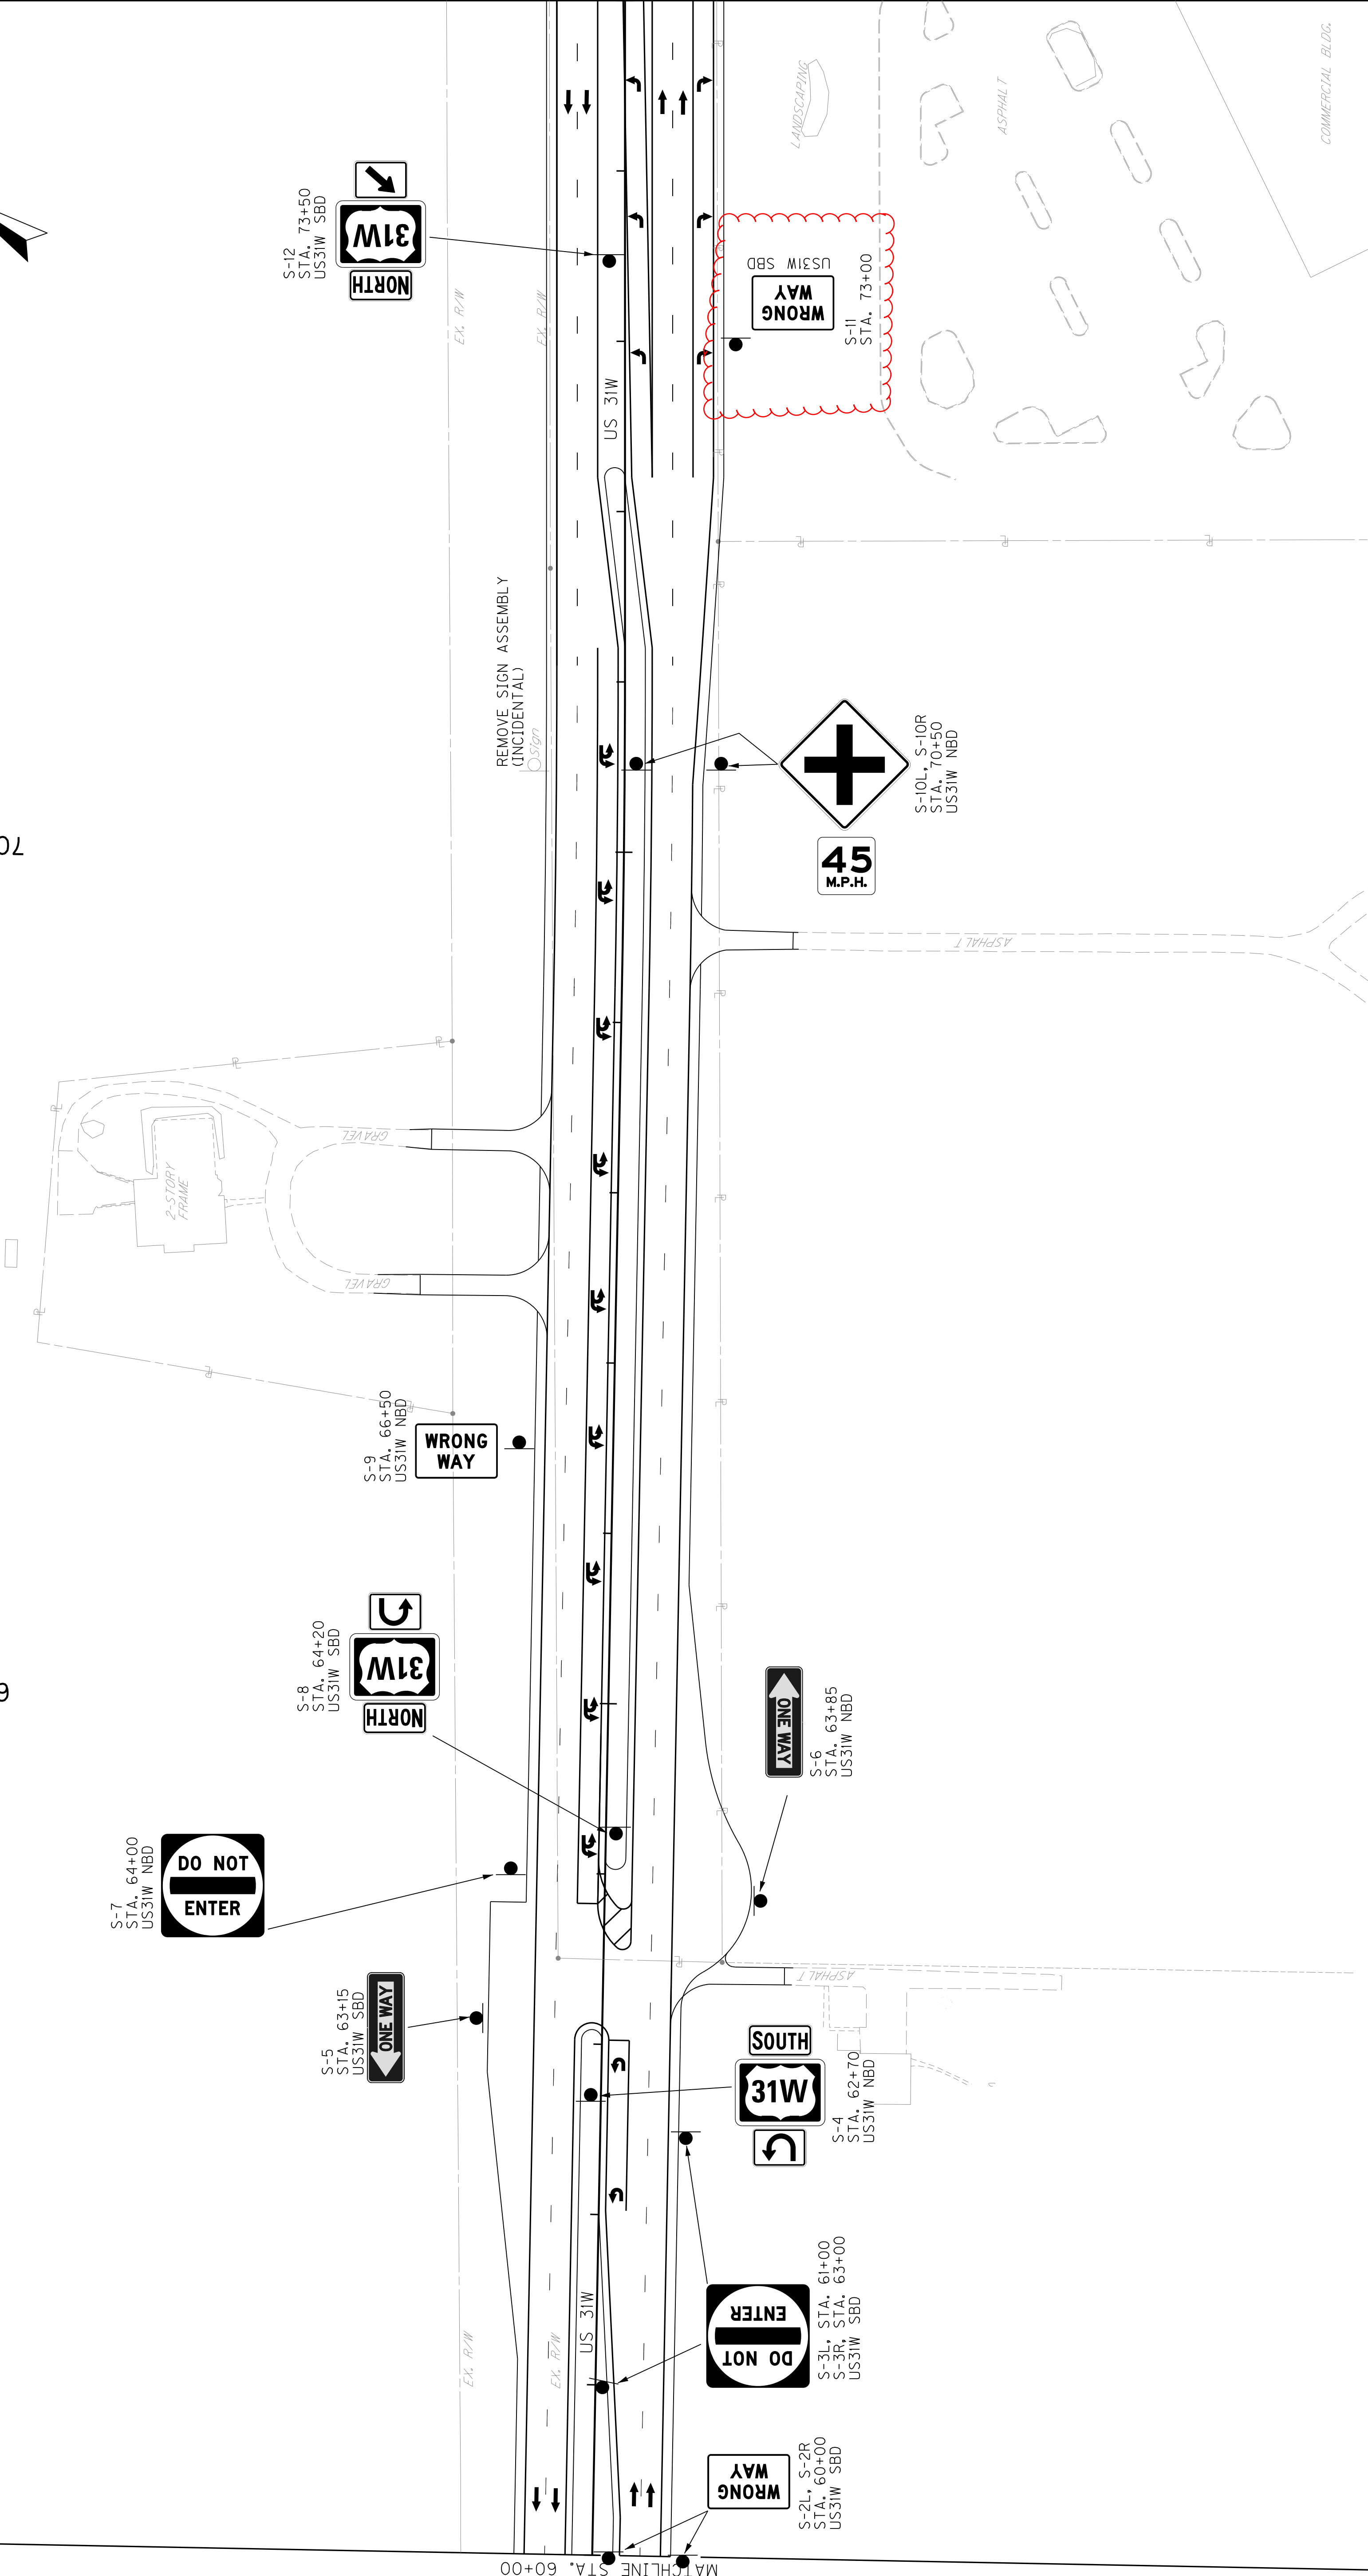 LANDSCAPING
ASPHALT
COMMERCIAL BLDG.
S-12
STA. 73+50
US31W SBD
31W
NORTH
EX. R/W
EX. R/W
US31W SBD
WRONG
WAY
S-11
STA. 73+00
US 31W
REMOVE SIGN ASSEMBLY
(INCIDENTAL)
Sign
S-10L, S-10R
STA. 70+50
US31W NBD
45
M.P.H.
70
ASPHALT
GRAVEL
2-STORY
FRAME
GRAVEL
S-9
STA. 66+50
US31W NBD
WRONG
WAY
S-8
STA. 64+20
US31W SBD
31W
NORTH
ONE WAY
S-6
STA. 63+85
US31W NBD
S-7
STA. 64+00
US31W NBD
DO NOT
ENTER
S-5
STA. 63+15
US31W SBD
ONE WAY
ASPHALT
SOUTH
31W
S-4
STA. 62+70
US31W NBD
EX. R/W
EX. R/W
US 31W
DO NOT
ENTER
S-3L, STA. 61+00
S-3R, STA. 63+00
US31W SBD
WRONG
WAY
S-2L, S-2R
STA. 60+00
US31W SBD
MATCHLINE STA. 60+00